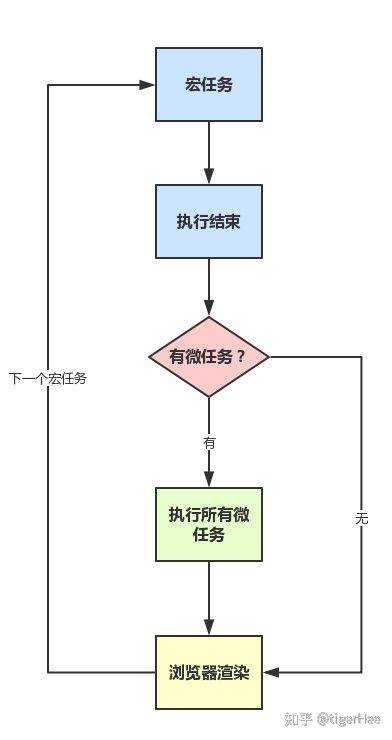 宏任务
执行结束
有微任务？
下一个宏任务
有
执行所有微
任务
无
浏览器渲染
知乎 @tigerHee